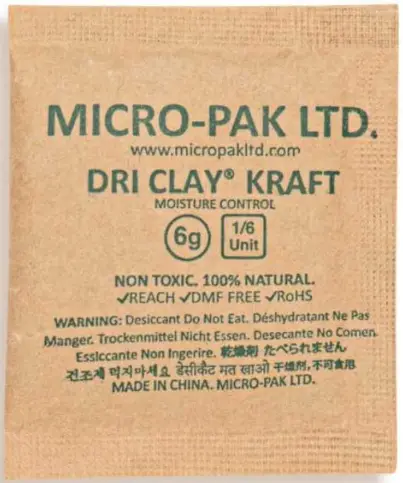 MICRO-PAK LTD.
www.micropakltd.com
DRI CLAY® KRAFT
MOISTURE CONTROL
6g
1/6
Unit
NON TOXIC. 100% NATURAL.
✓REACH ✓DMF FREE ✓RoHS
WARNING: Desiccant Do Not Eat. Déshydratant Ne Pas
Manger. Trockenmittel Nicht Essen. Desecante No Comen.
Essiccante Non Ingerire. 乾燥剤 たべられません
건조제 먹지마세요 डेसीकैट मत खाओ 干燥剂,不可食用
MADE IN CHINA. MICRO-PAK LTD.